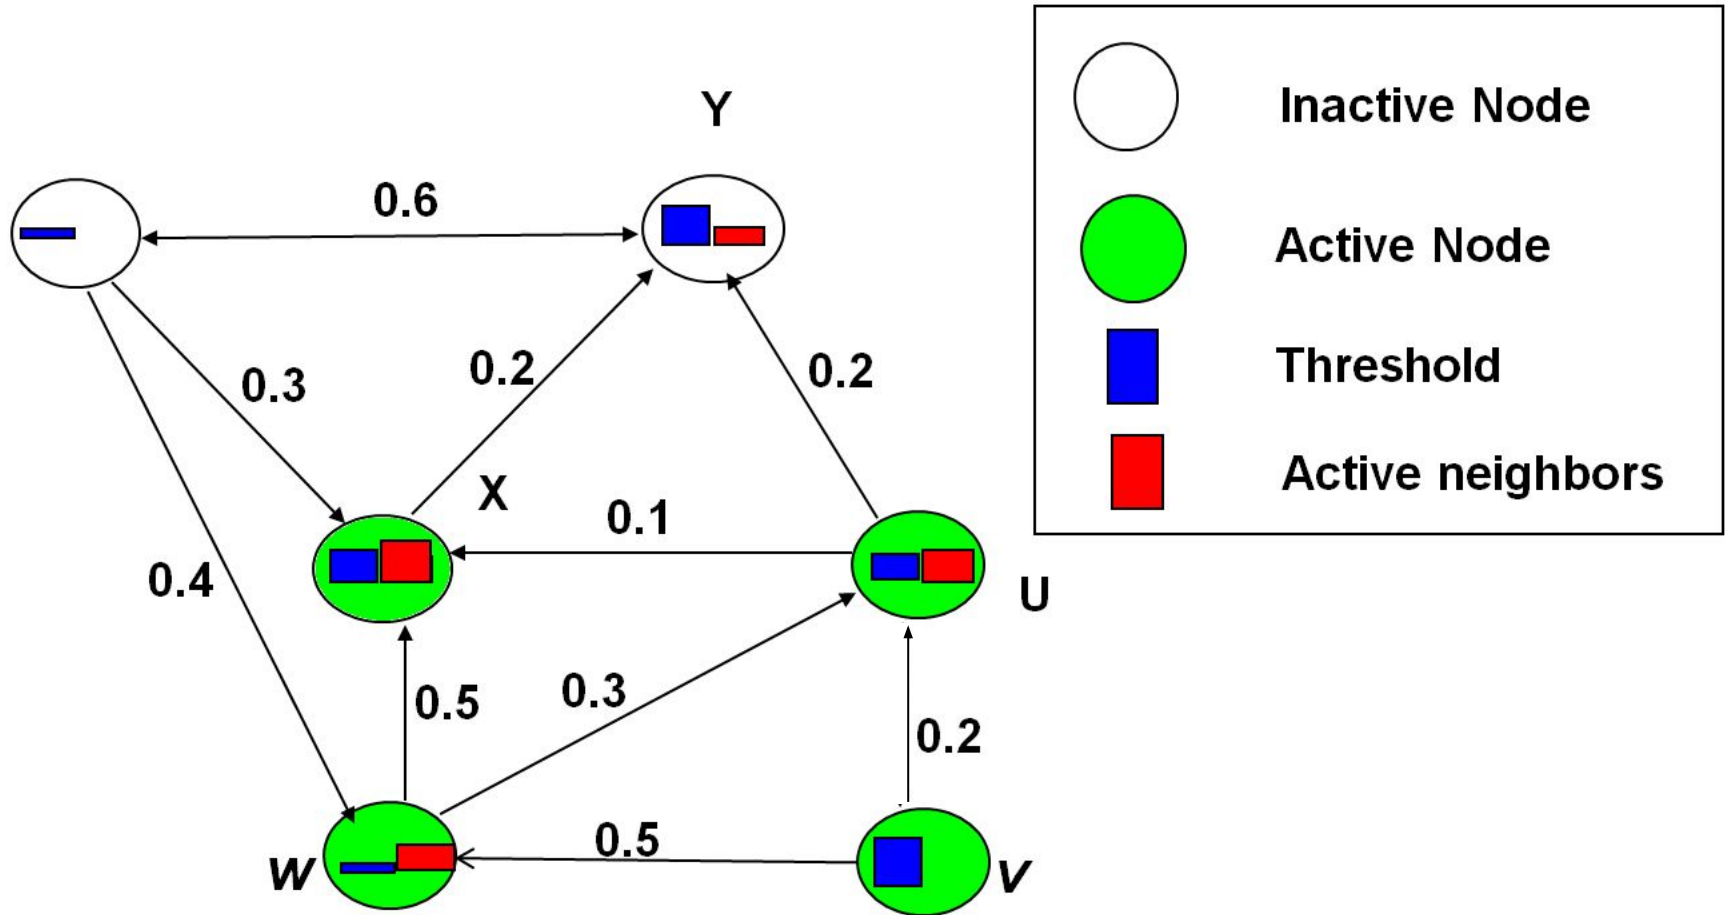 Y
Inactive Node
0.6
Active Node
0.3
0.2
0.2
Threshold
X
0.1
Active neighbors
0.4
U
0.5
0.3
0.2
W
0.5
V